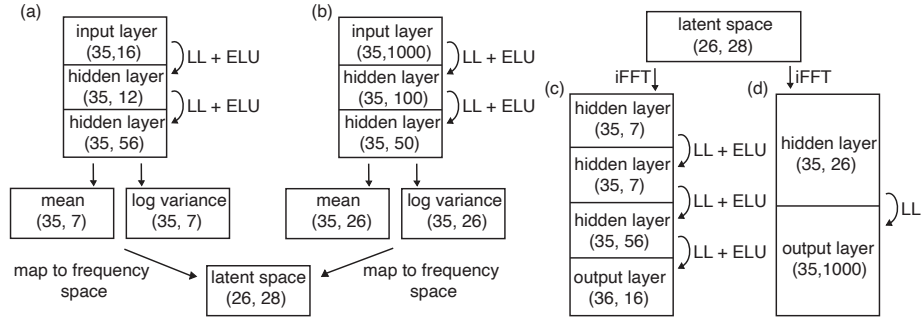 (a)
input layer
(35,16)
LL + ELU
hidden layer
(35, 12)
LL + ELU
hidden layer
(35, 56)
mean
(35, 7)
log variance
(35, 7)
map to frequency
space
(b)
input layer
(35,1000)
LL + ELU
hidden layer
(35, 100)
LL + ELU
hidden layer
(35, 50)
mean
(35, 26)
log variance
(35, 26)
map to frequency
space
latent space
(26, 28)
latent space
(26, 28)
iFFT
iFFT
(c)
hidden layer
(35, 7)
LL + ELU
hidden layer
(35, 7)
LL + ELU
hidden layer
(35, 56)
LL + ELU
output layer
(36, 16)
(d)
hidden layer
(35, 26)
LL
output layer
(35,1000)